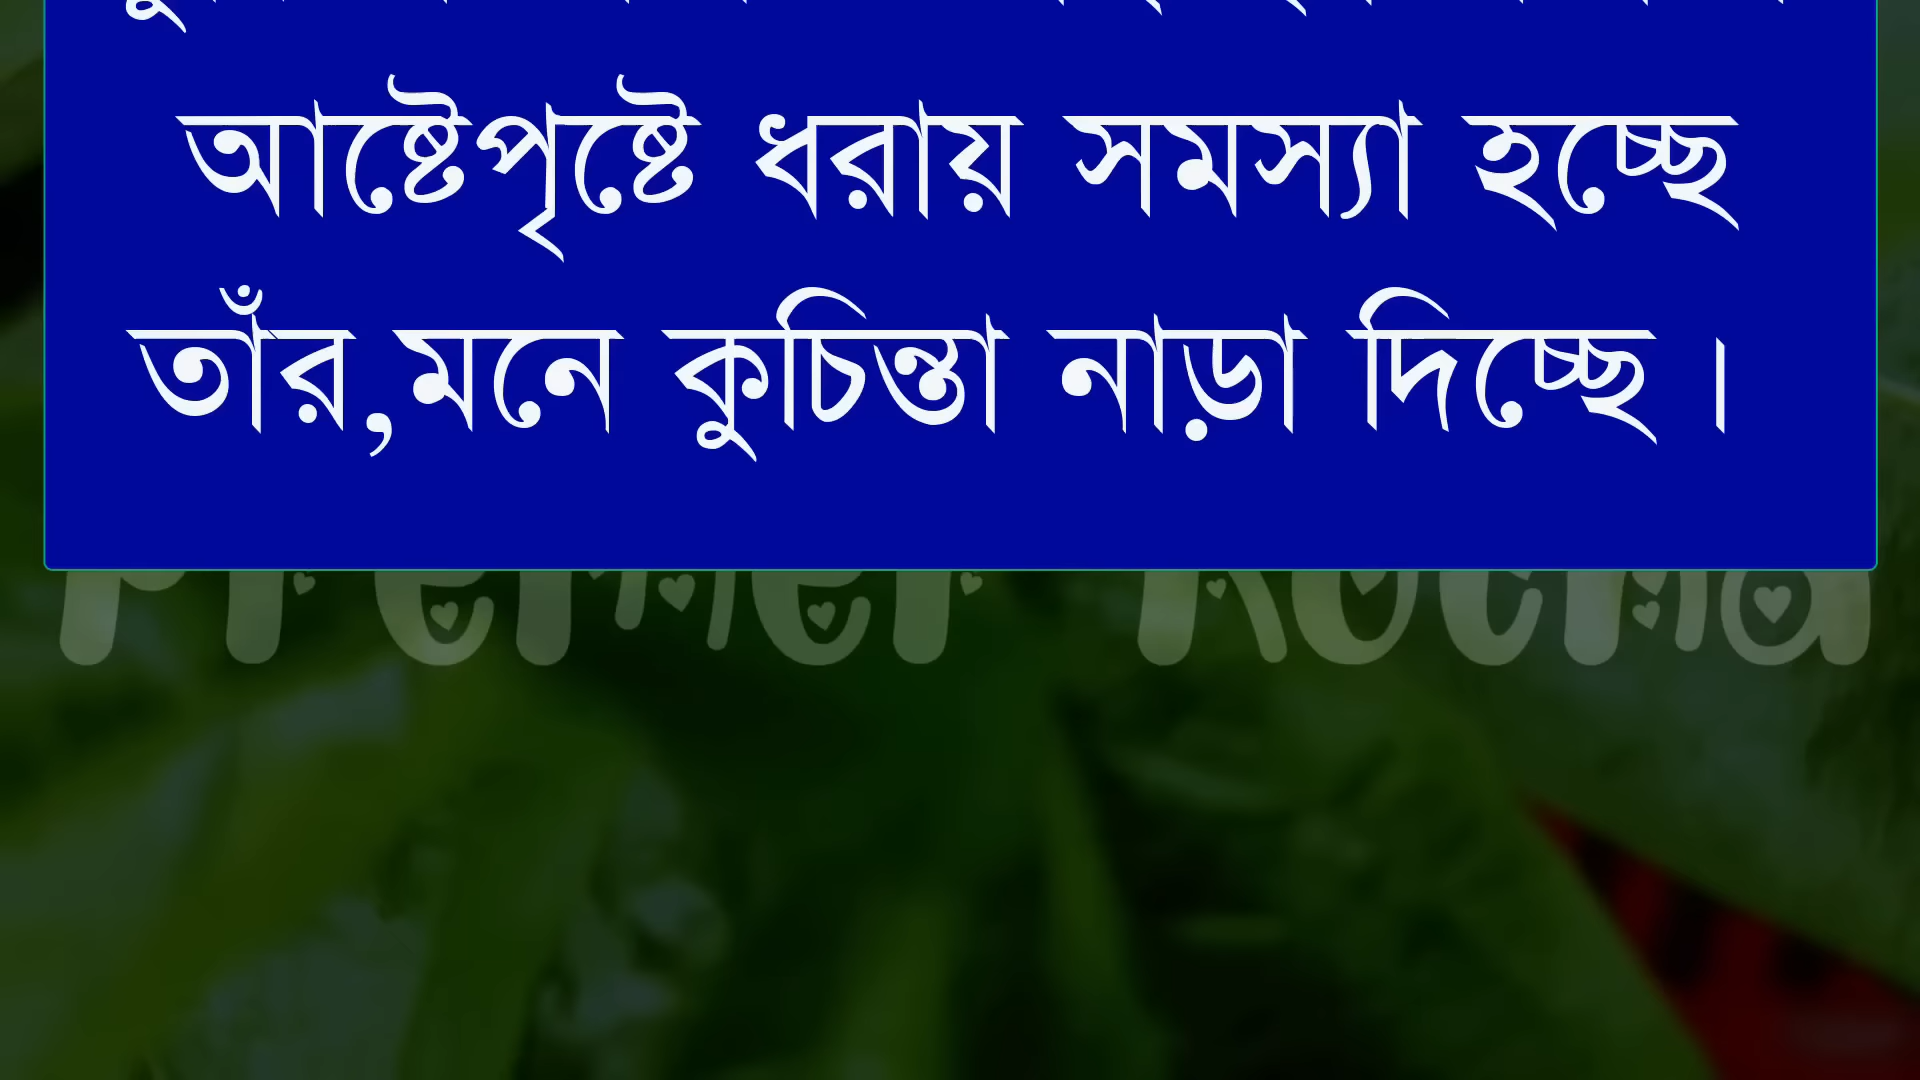 আষ্টেপৃষ্টে ধরায় সমস্যা হচ্ছে
তাঁর,মনে কুচিন্তা নাড়া দিচ্ছে।